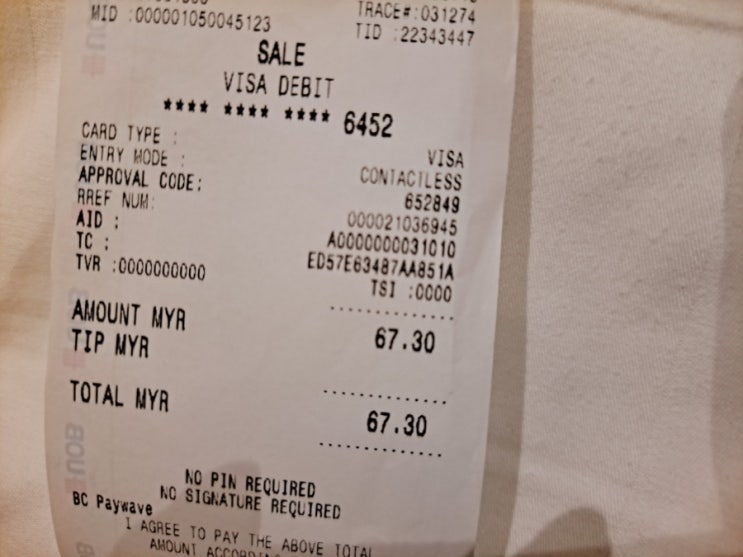 TRACE#:031274
MID :000001050045123 TID :22343447
SALE
VISA DEBIT
**** **** **** 6452
CARD TYPE : VISA
ENTRY MODE : CONTACTLESS
APPROVAL CODE: 652849
RREF NUM: 000021036945
AID : A0000000031010
TC : ED57E63487AA851A
TVR :0000000000 TSI :0000
AMOUNT MYR 67.30
TIP MYR
TOTAL MYR 67.30
NO PIN REQUIRED
NO SIGNATURE REQUIRED
BC Paywave
I AGREE TO PAY THE ABOVE TOTAL
AMOUNT
UOB